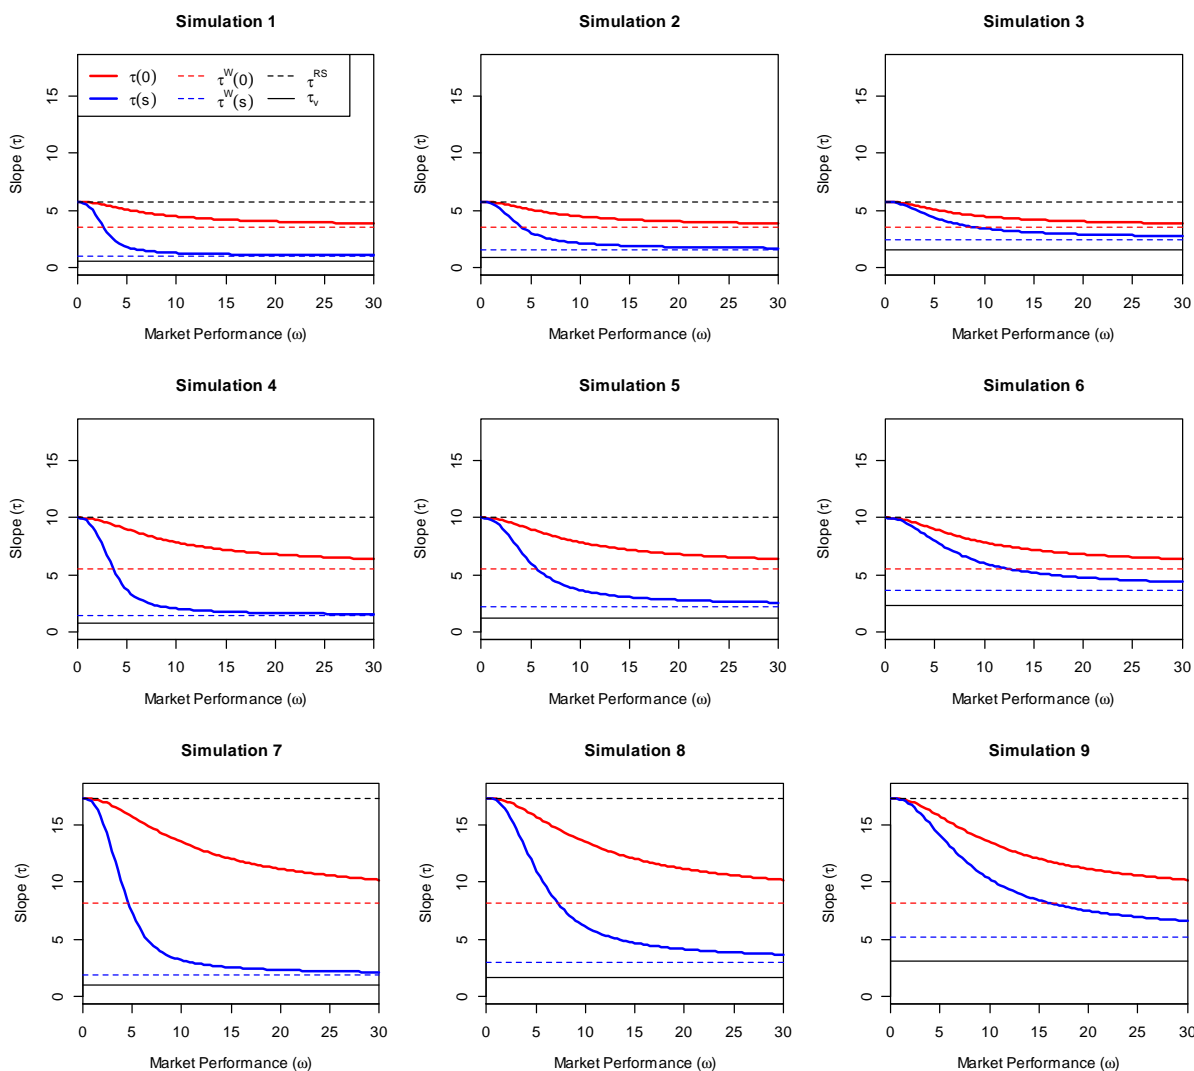 Simulation 1
Simulation 2
Simulation 3
τ(0) τ^W(0) τ^RS
τ(s) τ^W(s) τ_v
Slope (τ)
0 5 10 15
0 5 10 15 20 25 30
Market Performance (ω)
Slope (τ)
0 5 10 15
0 5 10 15 20 25 30
Market Performance (ω)
Slope (τ)
0 5 10 15
0 5 10 15 20 25 30
Market Performance (ω)
Simulation 4
Simulation 5
Simulation 6
Slope (τ)
0 5 10 15
0 5 10 15 20 25 30
Market Performance (ω)
Slope (τ)
0 5 10 15
0 5 10 15 20 25 30
Market Performance (ω)
Slope (τ)
0 5 10 15
0 5 10 15 20 25 30
Market Performance (ω)
Simulation 7
Simulation 8
Simulation 9
Slope (τ)
0 5 10 15
0 5 10 15 20 25 30
Market Performance (ω)
Slope (τ)
0 5 10 15
0 5 10 15 20 25 30
Market Performance (ω)
Slope (τ)
0 5 10 15
0 5 10 15 20 25 30
Market Performance (ω)